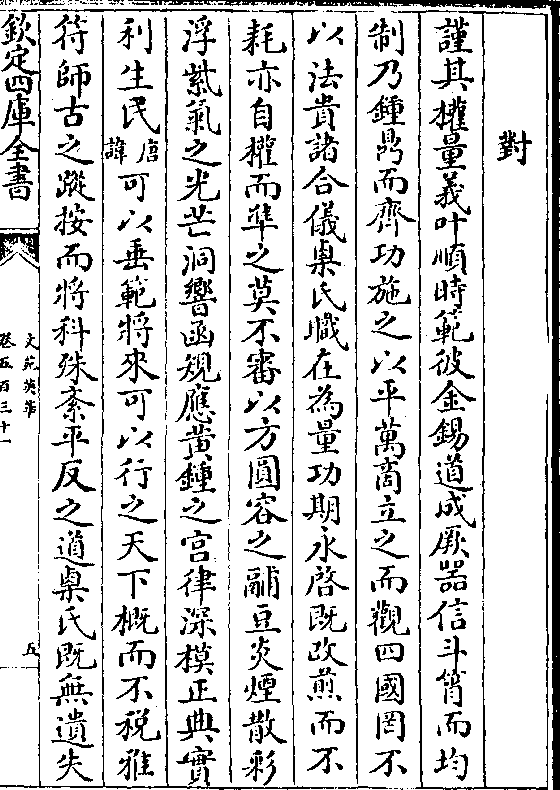 對
謹其權量義叶順時範彼金錫道成厥器信斗筲而均
制乃鍾鼎而齊功施之以平萬商立之而觀四國罔不
以法貴諸合儀㮚氏職在為量功期永啓既改煎而不
耗亦自權而準之莫不審以方圓容之鬴豆炎煙散彩
浮紫氣之光芒洞響函規應黄鍾之宫律深模正典實
利生民唐諱可以垂範將來可以行之天下概而不税雅
符師古之蹤按而將科殊紊平反之道㮚氏既無遺失
欽定四庫全書
文苑英華
卷五百三十一
五